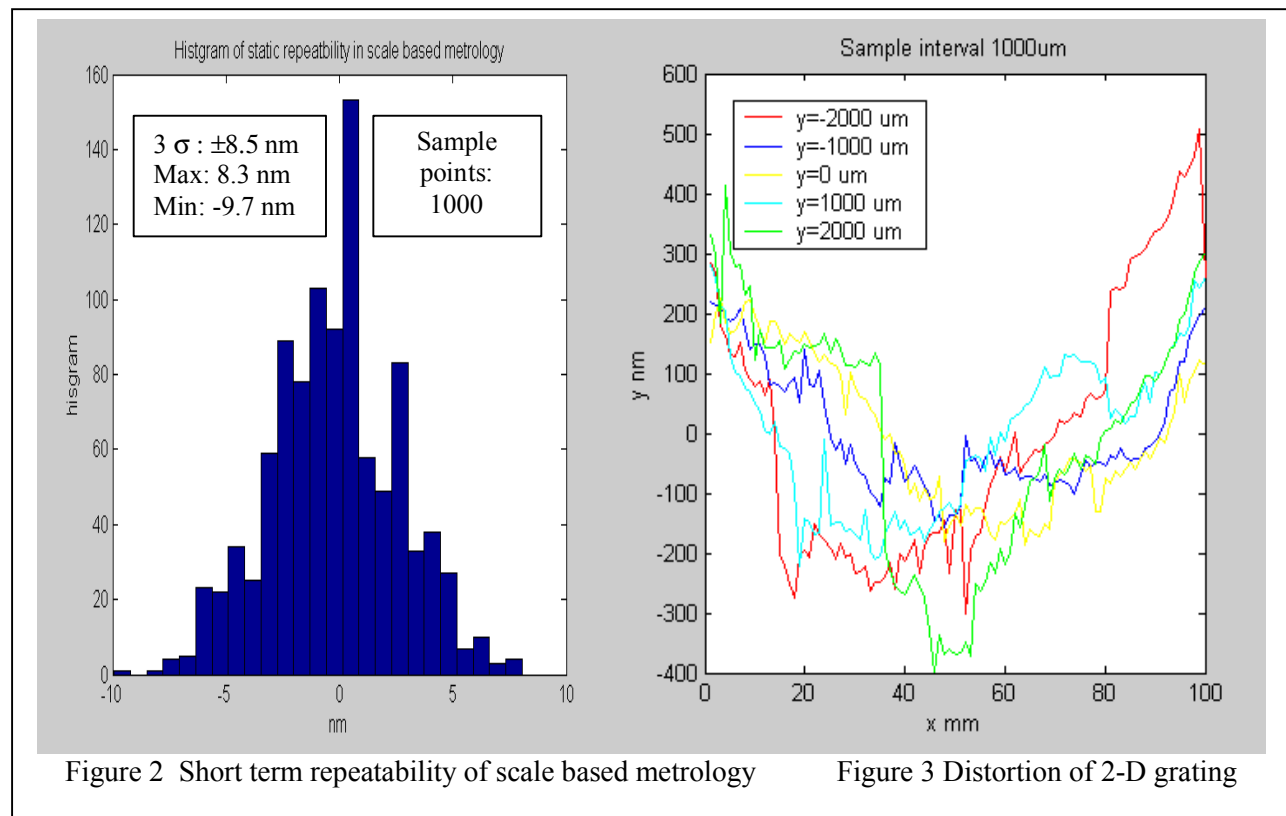 Histgram of static repeatbility in scale based metrology
160
140
120
100
80
60
40
20
0
hisgram
3 σ : ±8.5 nm
Max: 8.3 nm
Min: -9.7 nm
Sample
points:
1000
-10
-5
0
5
10
nm
Sample interval 1000um
600
500
400
300
200
100
0
-100
-200
-300
-400
y nm
y=-2000 um
y=-1000 um
y=0 um
y=1000 um
y=2000 um
0
20
40
60
80
100
x mm
Figure 2 Short term repeatability of scale based metrology
Figure 3 Distortion of 2-D grating